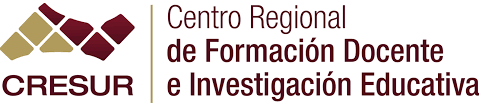 CRESUR
Centro Regional
de Formación Docente
e Investigación Educativa